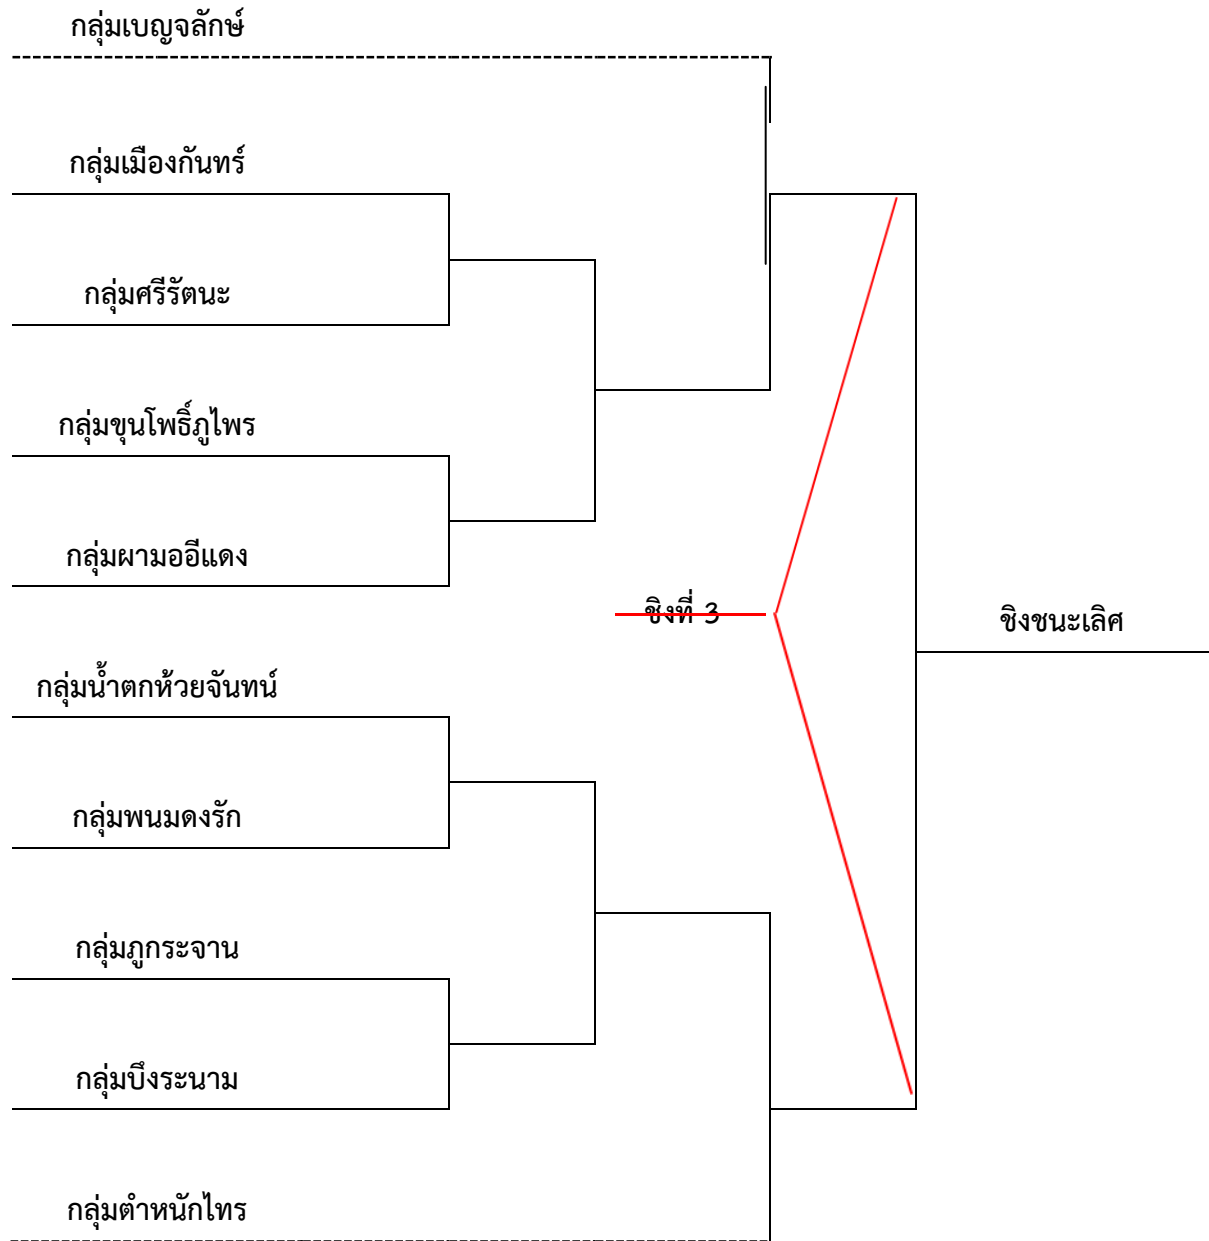 กลุ่มเบญจลักษ์
กลุ่มเมืองกันทร์
กลุ่มศรีรัตนะ
กลุ่มขุนโพธิ์ภูไพร
กลุ่มผามออีแดง
ชิงที่ 3
ชิงชนะเลิศ
กลุ่มน้ำตกห้วยจันทน์
กลุ่มพนมดงรัก
กลุ่มภูกระจาน
กลุ่มบึงระนาม
กลุ่มตำหนักไทร